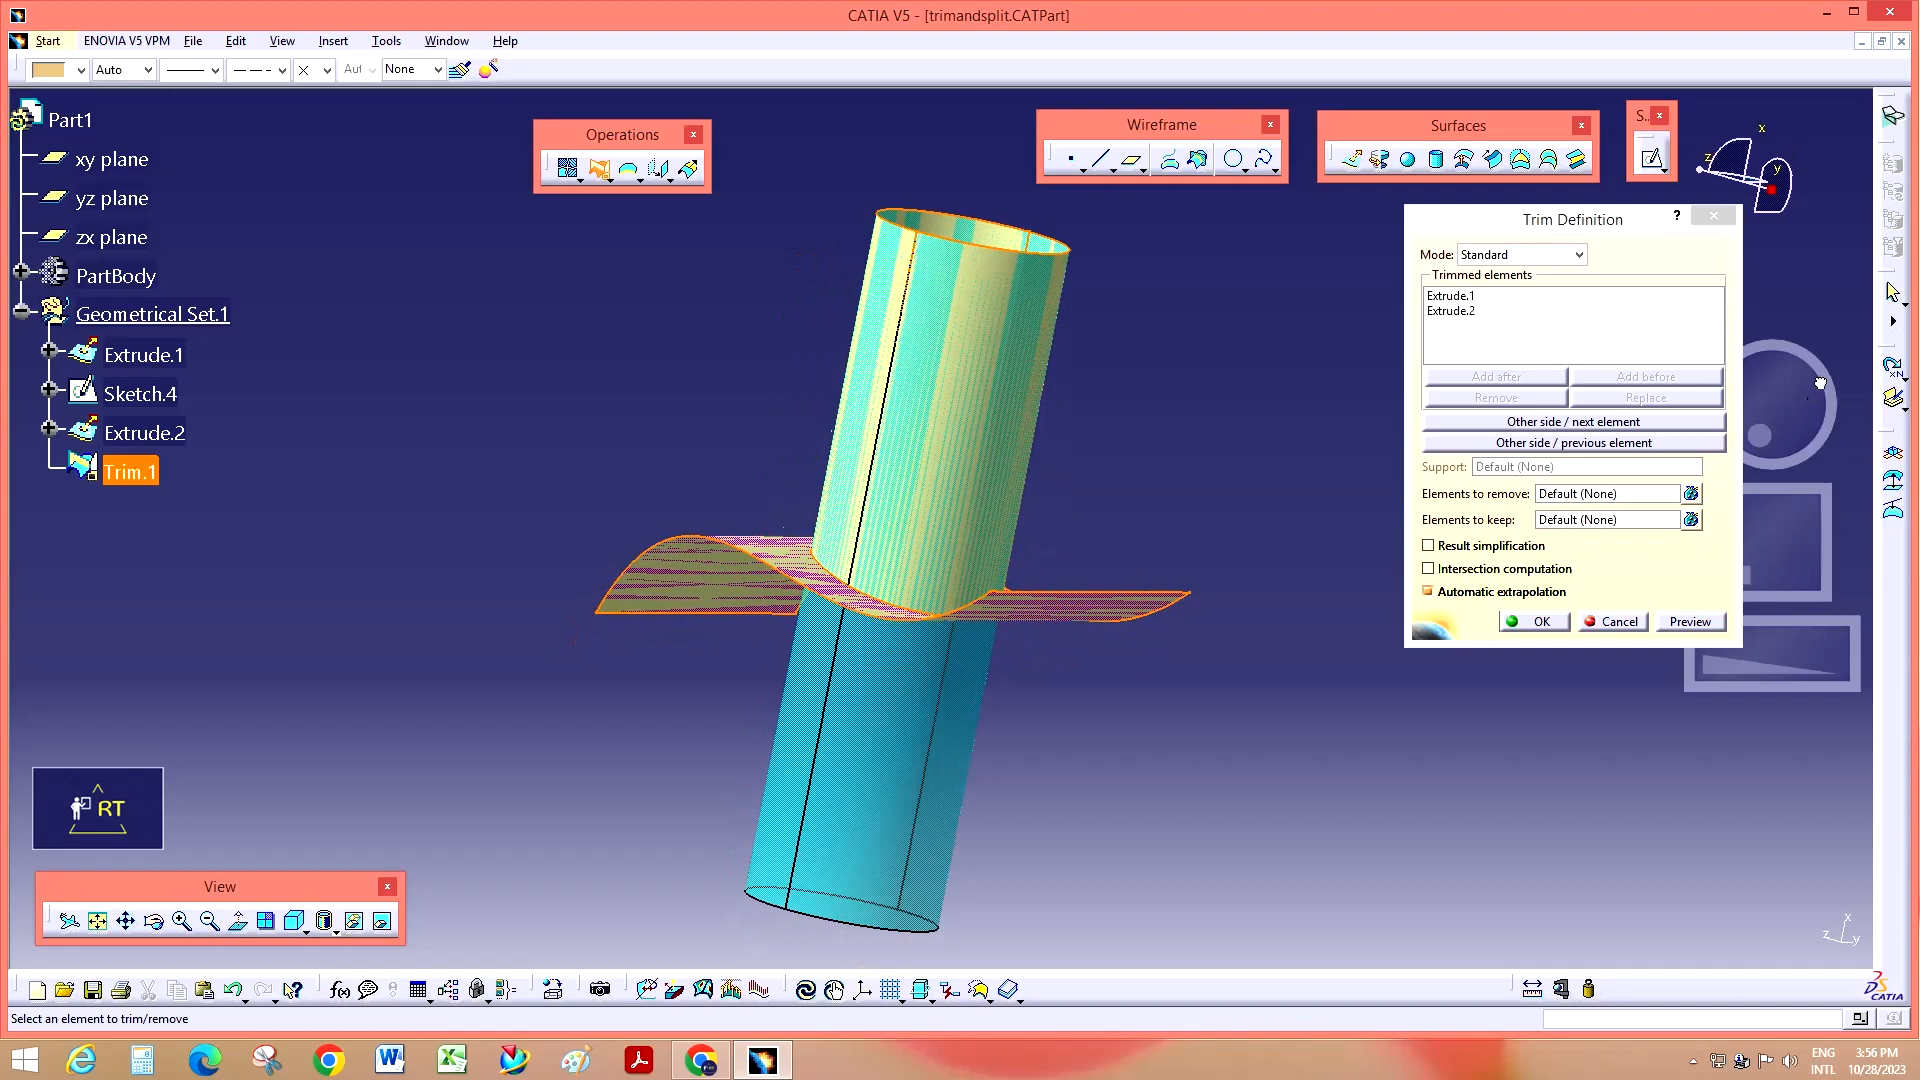 CATIA V5 - [trimandsplit.CATPart]
Start ENOVIA V5 VPM File Edit View Insert Tools Window Help
Auto Aut None
Part1
xy plane
yz plane
zx plane
PartBody
Geometrical Set.1
Extrude.1
Sketch.4
Extrude.2
Trim.1
Operations
Wireframe
Surfaces
S..
x
z
y
Trim Definition ?
Mode: Standard
Trimmed elements
Extrude.1
Extrude.2
Add after Add before
Remove Replace
Other side / next element
Other side / previous element
Support: Default (None)
Elements to remove: Default (None)
Elements to keep: Default (None)
Result simplification
Intersection computation
Automatic extrapolation
OK Cancel Preview
RT
View
x
z y
DS CATIA
Select an element to trim/remove
ENG 3:56 PM
INTL 10/28/2023